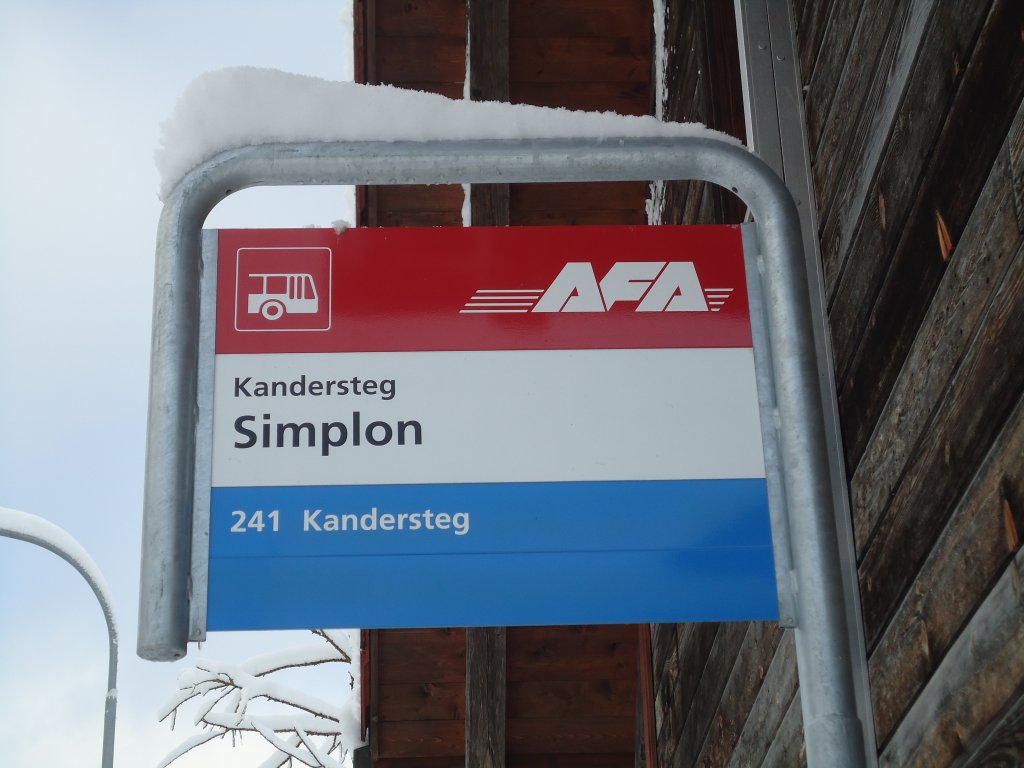 AFA
Kandersteg
Simplon
241 Kandersteg